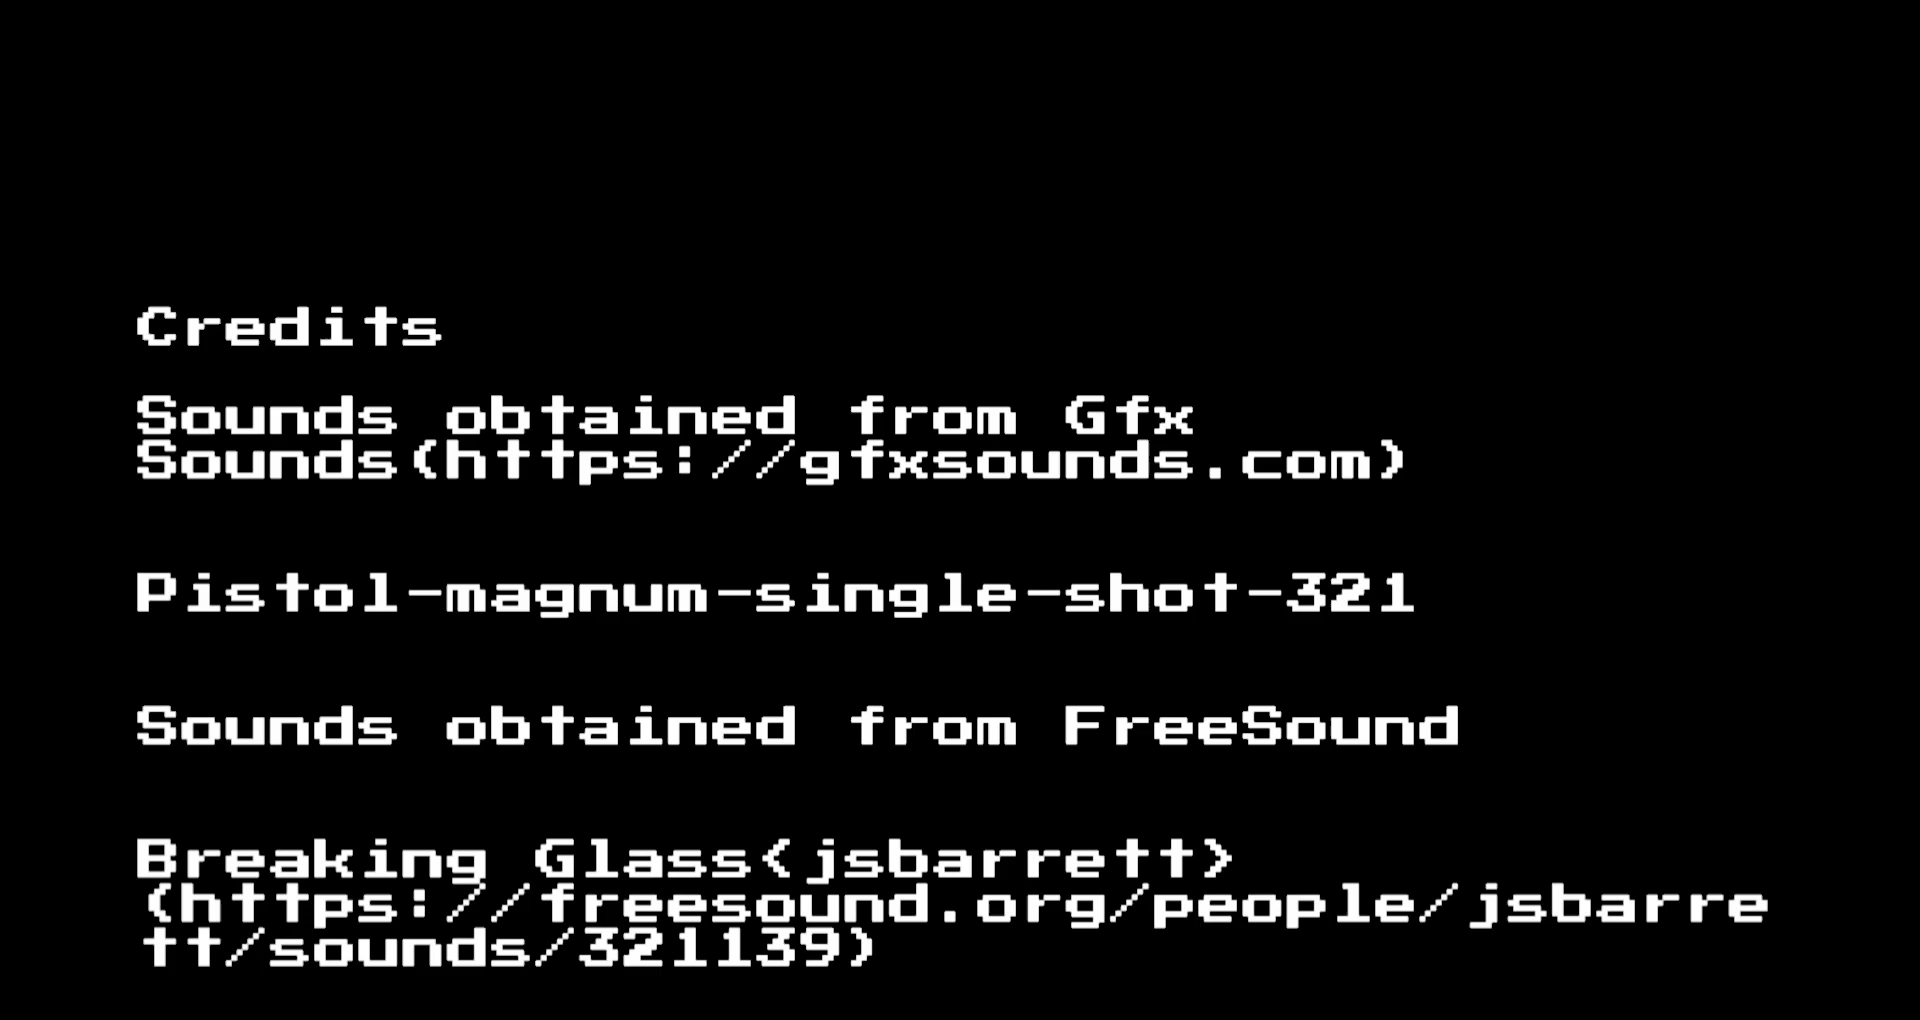 Credits
Sounds obtained from Gfx
Sounds(https://gfxsounds.com)
Pistol-magnum-single-shot-321
Sounds obtained from FreeSound
Breaking Glass<jsbarrett>
(https://freesound.org/people/jsbarre
tt/sounds/321139)